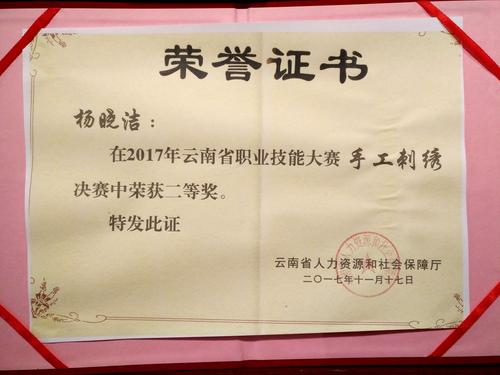 荣誉证书
杨晓洁：
在2017年云南省职业技能大赛 手工刺绣
决赛中荣获二等奖。
特发此证
云南省人力资源和社会保障厅
二〇一七年十一月十七日